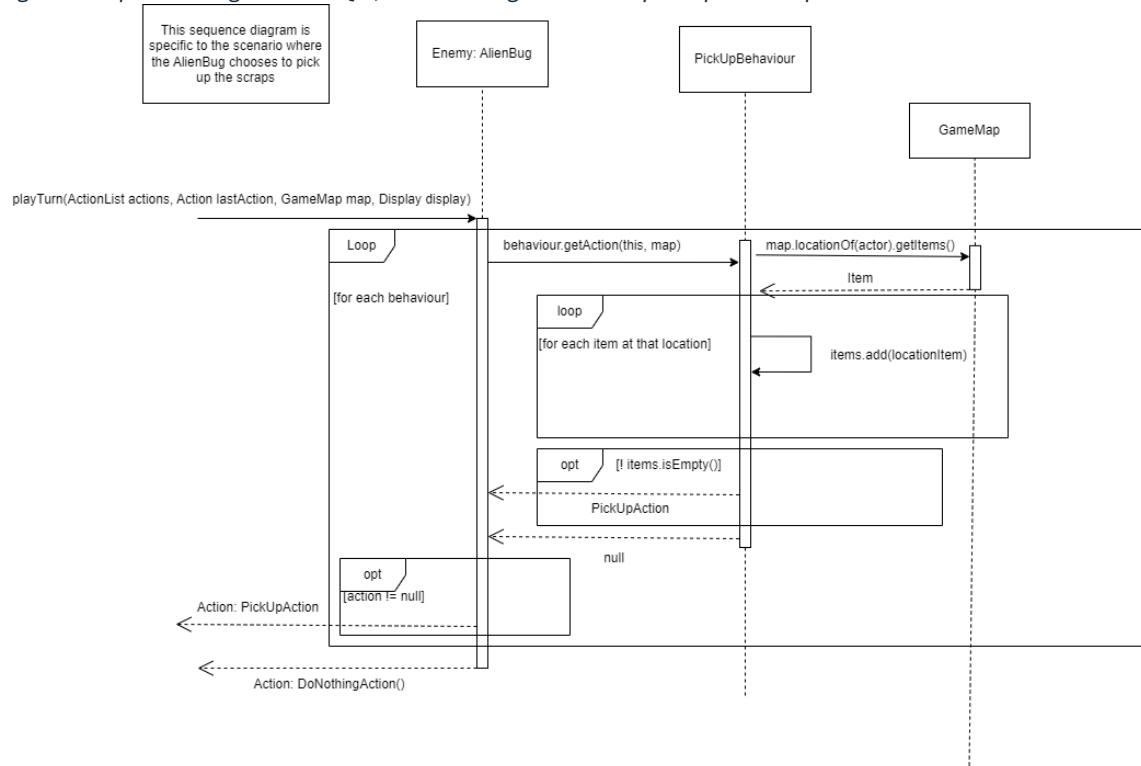 This sequence diagram is
specific to the scenario where
the AlienBug chooses to pick
up the scraps
Enemy: AlienBug
PickUpBehaviour
GameMap
playTurn(ActionList actions, Action lastAction, GameMap map, Display display)
Loop
behaviour.getAction(this, map)
map.locationOf(actor).getItems()
Item
[for each behaviour]
loop
[for each item at that location]
items.add(locationItem)
opt
[! items.isEmpty()]
PickUpAction
null
opt
[action != null]
Action: PickUpAction
Action: DoNothingAction()